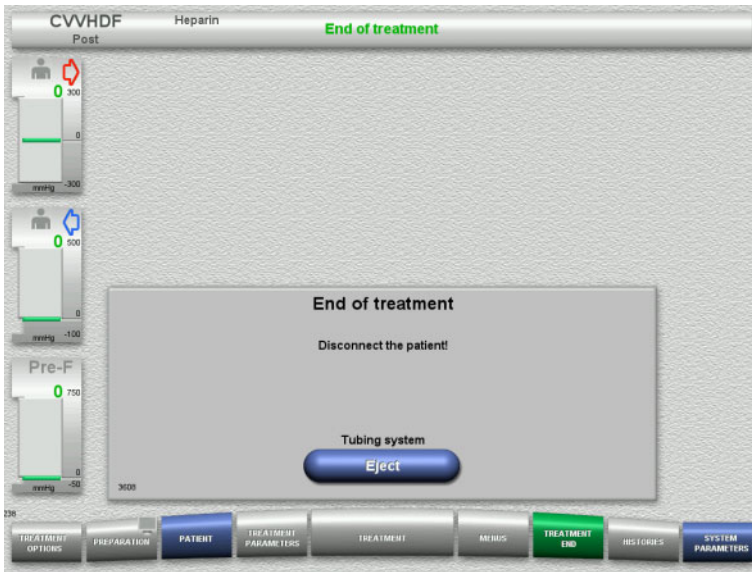 CVVHDF
Heparin
End of treatment
Post
0
300
0
mmHg
-300
0
500
0
mmHg
-100
Pre-F
0
750
0
mmHg
-50
End of treatment
Disconnect the patient!
Tubing system
Eject
3608
236
TREATMENT
OPTIONS
PREPARATION
PATIENT
TREATMENT
PARAMETERS
TREATMENT
MENUS
TREATMENT
END
HISTORIES
SYSTEM
PARAMETERS